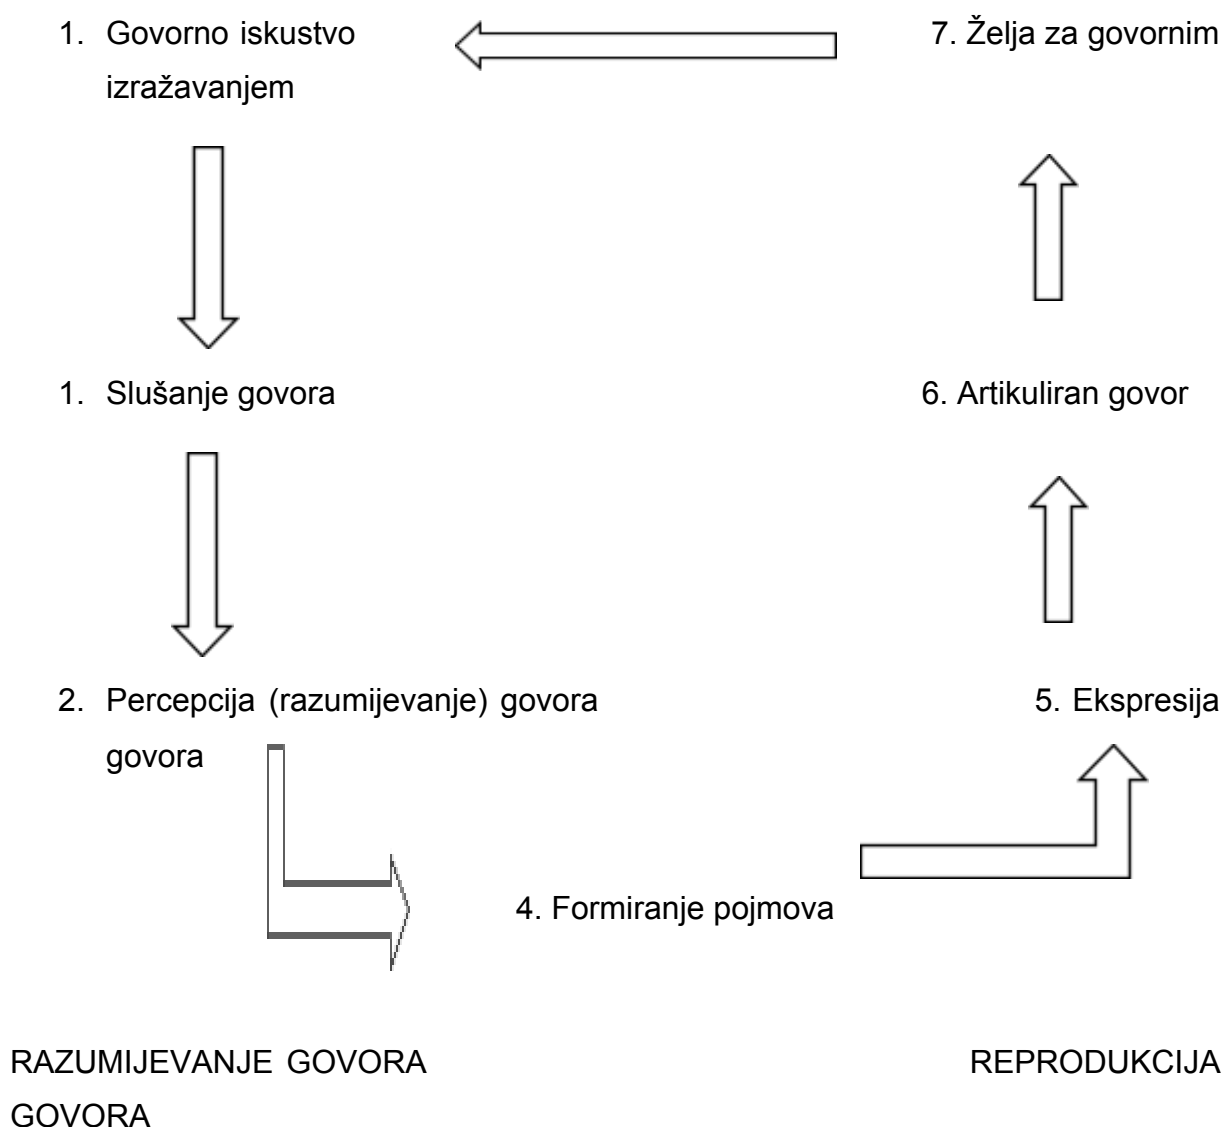 1. Govorno iskustvo 7. Želja za govornim
izražavanjem
1. Slušanje govora 6. Artikuliran govor
2. Percepcija (razumijevanje) govora 5. Ekspresija
govora
4. Formiranje pojmova
RAZUMIJEVANJE GOVORA REPRODUKCIJA
GOVORA